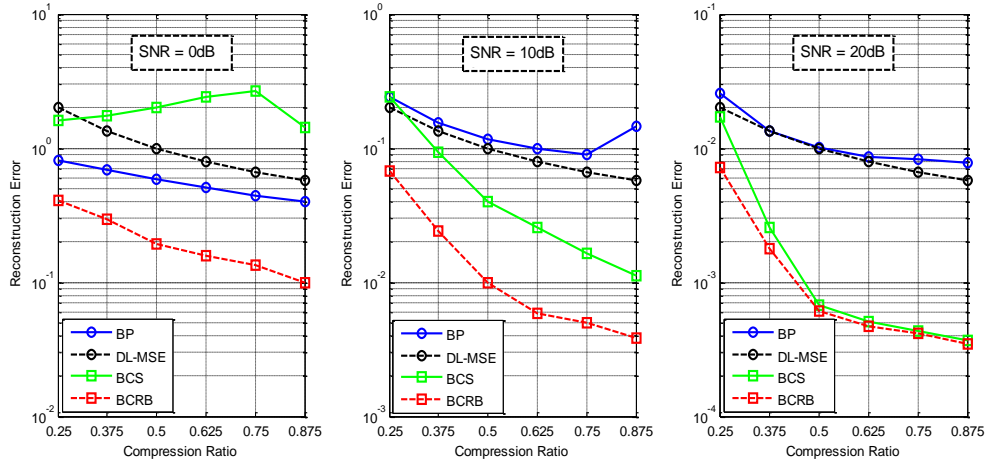 SNR = 0dB
Reconstruction Error
10^1
10^0
10^-1
10^-2
BP
DL-MSE
BCS
BCRB
0.25 0.375 0.5 0.625 0.75 0.875
Compression Ratio
SNR = 10dB
Reconstruction Error
10^0
10^-1
10^-2
10^-3
BP
DL-MSE
BCS
BCRB
0.25 0.375 0.5 0.625 0.75 0.875
Compression Ratio
SNR = 20dB
Reconstruction Error
10^-1
10^-2
10^-3
10^-4
BP
DL-MSE
BCS
BCRB
0.25 0.375 0.5 0.625 0.75 0.875
Compression Ratio